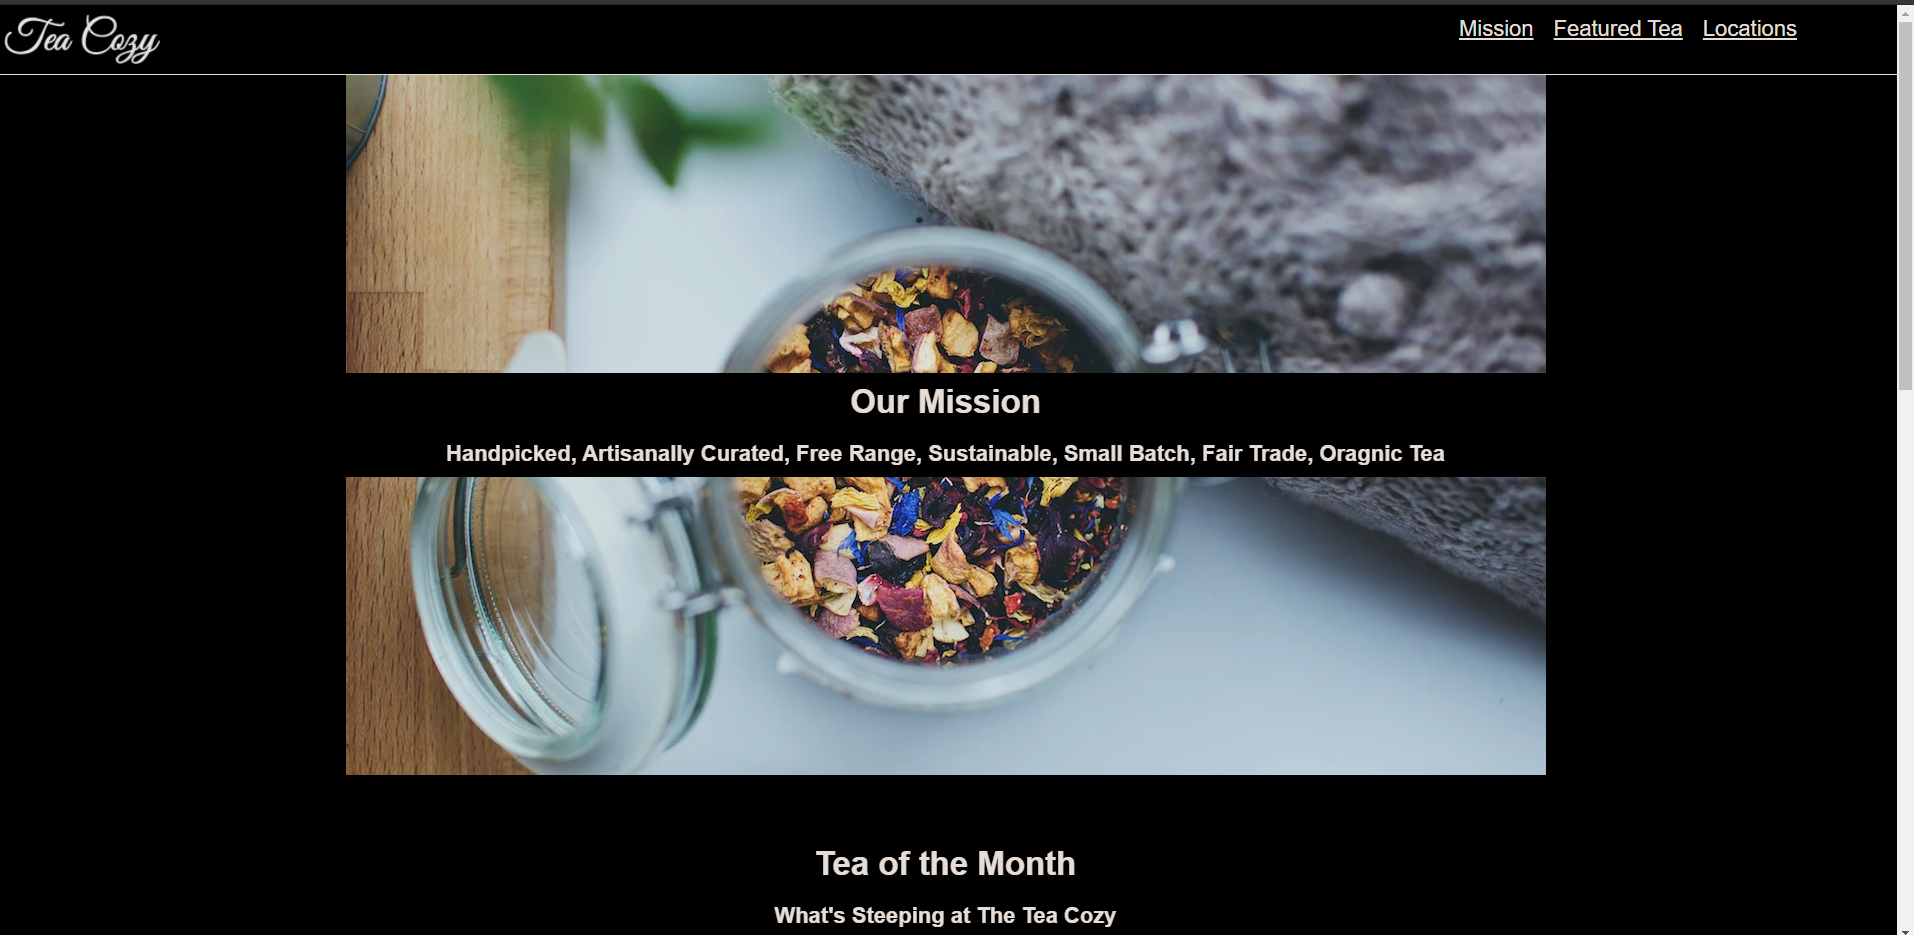 Tea Cozy
Mission Featured Tea Locations
Our Mission
Handpicked, Artisanally Curated, Free Range, Sustainable, Small Batch, Fair Trade, Oragnic Tea
Tea of the Month
What's Steeping at The Tea Cozy